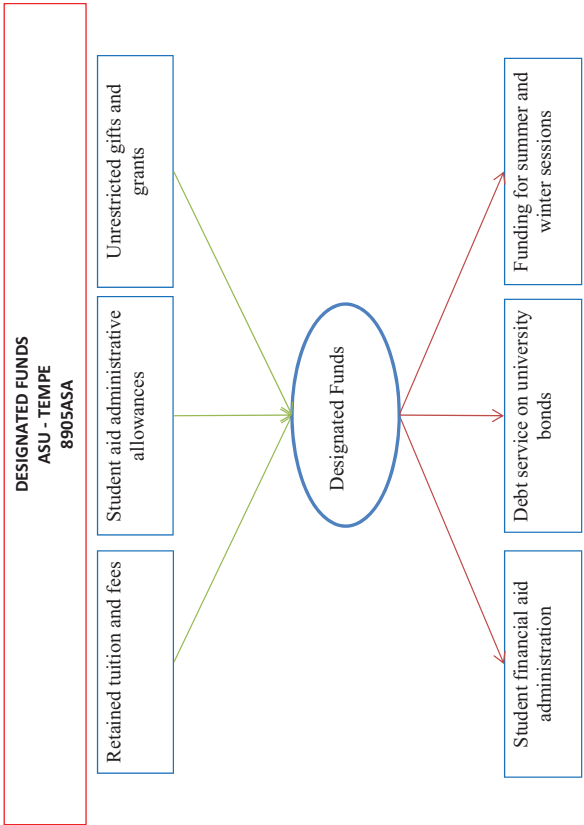 DESIGNATED FUNDS
ASU - TEMPE
8905ASA
Retained tuition and fees
Student aid administrative
allowances
Unrestricted gifts and
grants
Designated Funds
Student financial aid
administration
Debt service on university
bonds
Funding for summer and
winter sessions